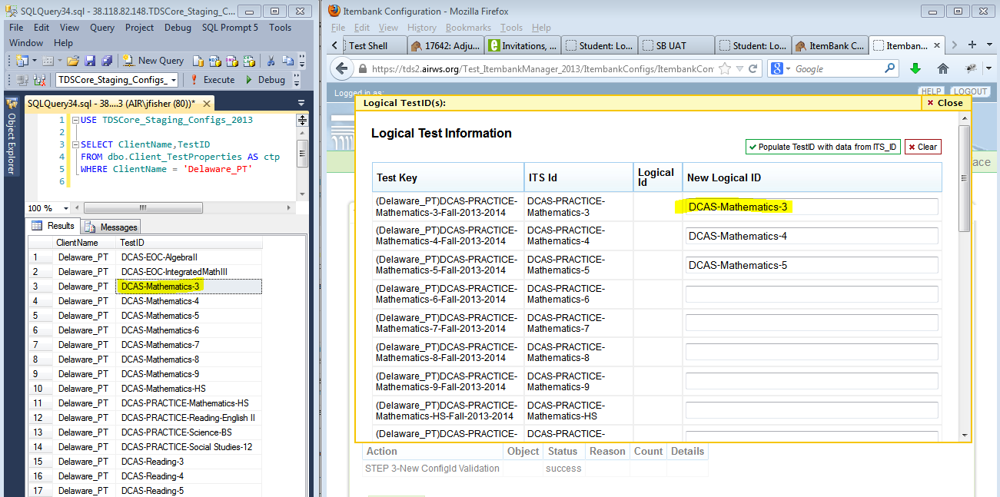 SQLQuery34.sql - 38.118.82.148.TDSCore_Staging_C...
File Edit View Query Project Debug SQL Prompt 5 Tools
Window Help
New Query
TDSCore_Staging_Configs_ Execute Debug
Object Explorer
SQLQuery34.sql - 38....3 (AIR\jfisher (80))*
1 USE TDSCore_Staging_Configs_2013
2
3 SELECT ClientName,TestID
4 FROM dbo.Client_TestProperties AS ctp
5 WHERE ClientName = 'Delaware_PT'
6
100 %
Results Messages
ClientName TestID
1 Delaware_PT DCAS-EOC-AlgebraII
2 Delaware_PT DCAS-EOC-IntegratedMathIII
3 Delaware_PT DCAS-Mathematics-3
4 Delaware_PT DCAS-Mathematics-4
5 Delaware_PT DCAS-Mathematics-5
6 Delaware_PT DCAS-Mathematics-6
7 Delaware_PT DCAS-Mathematics-7
8 Delaware_PT DCAS-Mathematics-8
9 Delaware_PT DCAS-Mathematics-9
10 Delaware_PT DCAS-Mathematics-HS
11 Delaware_PT DCAS-PRACTICE-Mathematics-HS
12 Delaware_PT DCAS-PRACTICE-Reading-English II
13 Delaware_PT DCAS-PRACTICE-Science-BS
14 Delaware_PT DCAS-PRACTICE-Social Studies-12
15 Delaware_PT DCAS-Reading-3
16 Delaware_PT DCAS-Reading-4
17 Delaware_PT DCAS-Reading-5
Itembank Configuration - Mozilla Firefox
File Edit View History Bookmarks Tools Help
Test Shell 17642: Adju... Invitations, ... Student: Lo... SB UAT Student: Lo... ItemBank C... Itemban...
https://tds2.airws.org/Test_ItembankManager_2013/ItembankConfigs/ItembankCon Google
Logged in as: HELP LOGOUT
Logical TestID(s): Close
Logical Test Information
Populate TestID with data from ITS_ID Clear
ace
Test Key ITS Id Logical Id New Logical ID
(Delaware_PT)DCAS-PRACTICE- DCAS-PRACTICE- DCAS-Mathematics-3
Mathematics-3-Fall-2013-2014 Mathematics-3
(Delaware_PT)DCAS-PRACTICE- DCAS-PRACTICE- DCAS-Mathematics-4
Mathematics-4-Fall-2013-2014 Mathematics-4
(Delaware_PT)DCAS-PRACTICE- DCAS-PRACTICE- DCAS-Mathematics-5
Mathematics-5-Fall-2013-2014 Mathematics-5
(Delaware_PT)DCAS-PRACTICE- DCAS-PRACTICE-
Mathematics-6-Fall-2013-2014 Mathematics-6
(Delaware_PT)DCAS-PRACTICE- DCAS-PRACTICE-
Mathematics-7-Fall-2013-2014 Mathematics-7
(Delaware_PT)DCAS-PRACTICE- DCAS-PRACTICE-
Mathematics-8-Fall-2013-2014 Mathematics-8
(Delaware_PT)DCAS-PRACTICE- DCAS-PRACTICE-
Mathematics-9-Fall-2013-2014 Mathematics-9
(Delaware_PT)DCAS-PRACTICE- DCAS-PRACTICE-
Mathematics-HS-Fall-2013-2014 Mathematics-HS
(Delaware_PT)DCAS-PRACTICE- DCAS-PRACTICE-
Action Object Status Reason Count Details
STEP 3-New ConfigId Validation success